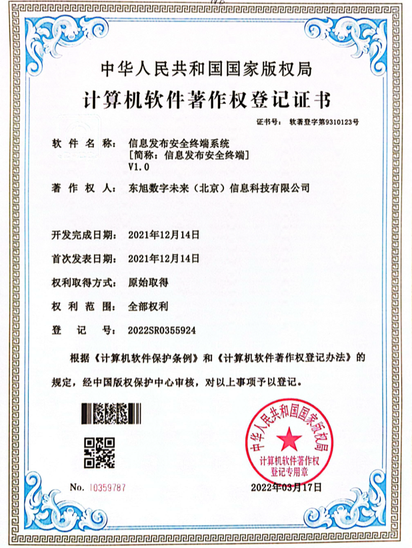 中华人民共和国国家版权局
计算机软件著作权登记证书
证书号： 软著登字第9310123号
软件名称： 信息发布安全终端系统
[简称：信息发布安全终端]
V1.0
著作权人： 东旭数字未来（北京）信息科技有限公司
开发完成日期： 2021年12月14日
首次发表日期： 2021年12月14日
权利取得方式： 原始取得
权利范围： 全部权利
登记号： 2022SR0355924
根据《计算机软件保护条例》和《计算机软件著作权登记办法》的
规定，经中国版权保护中心审核，对以上事项予以登记。
中华人民共和国国家版权局
计算机软件著作权
登记专用章
No. 10359787
2022年03月17日